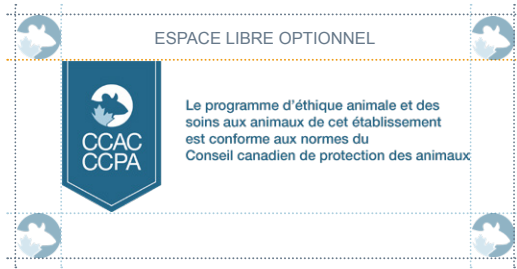 ESPACE LIBRE OPTIONNEL
CCAC
CCPA
Le programme d'éthique animale et des
soins aux animaux de cet établissement
est conforme aux normes du
Conseil canadien de protection des animaux